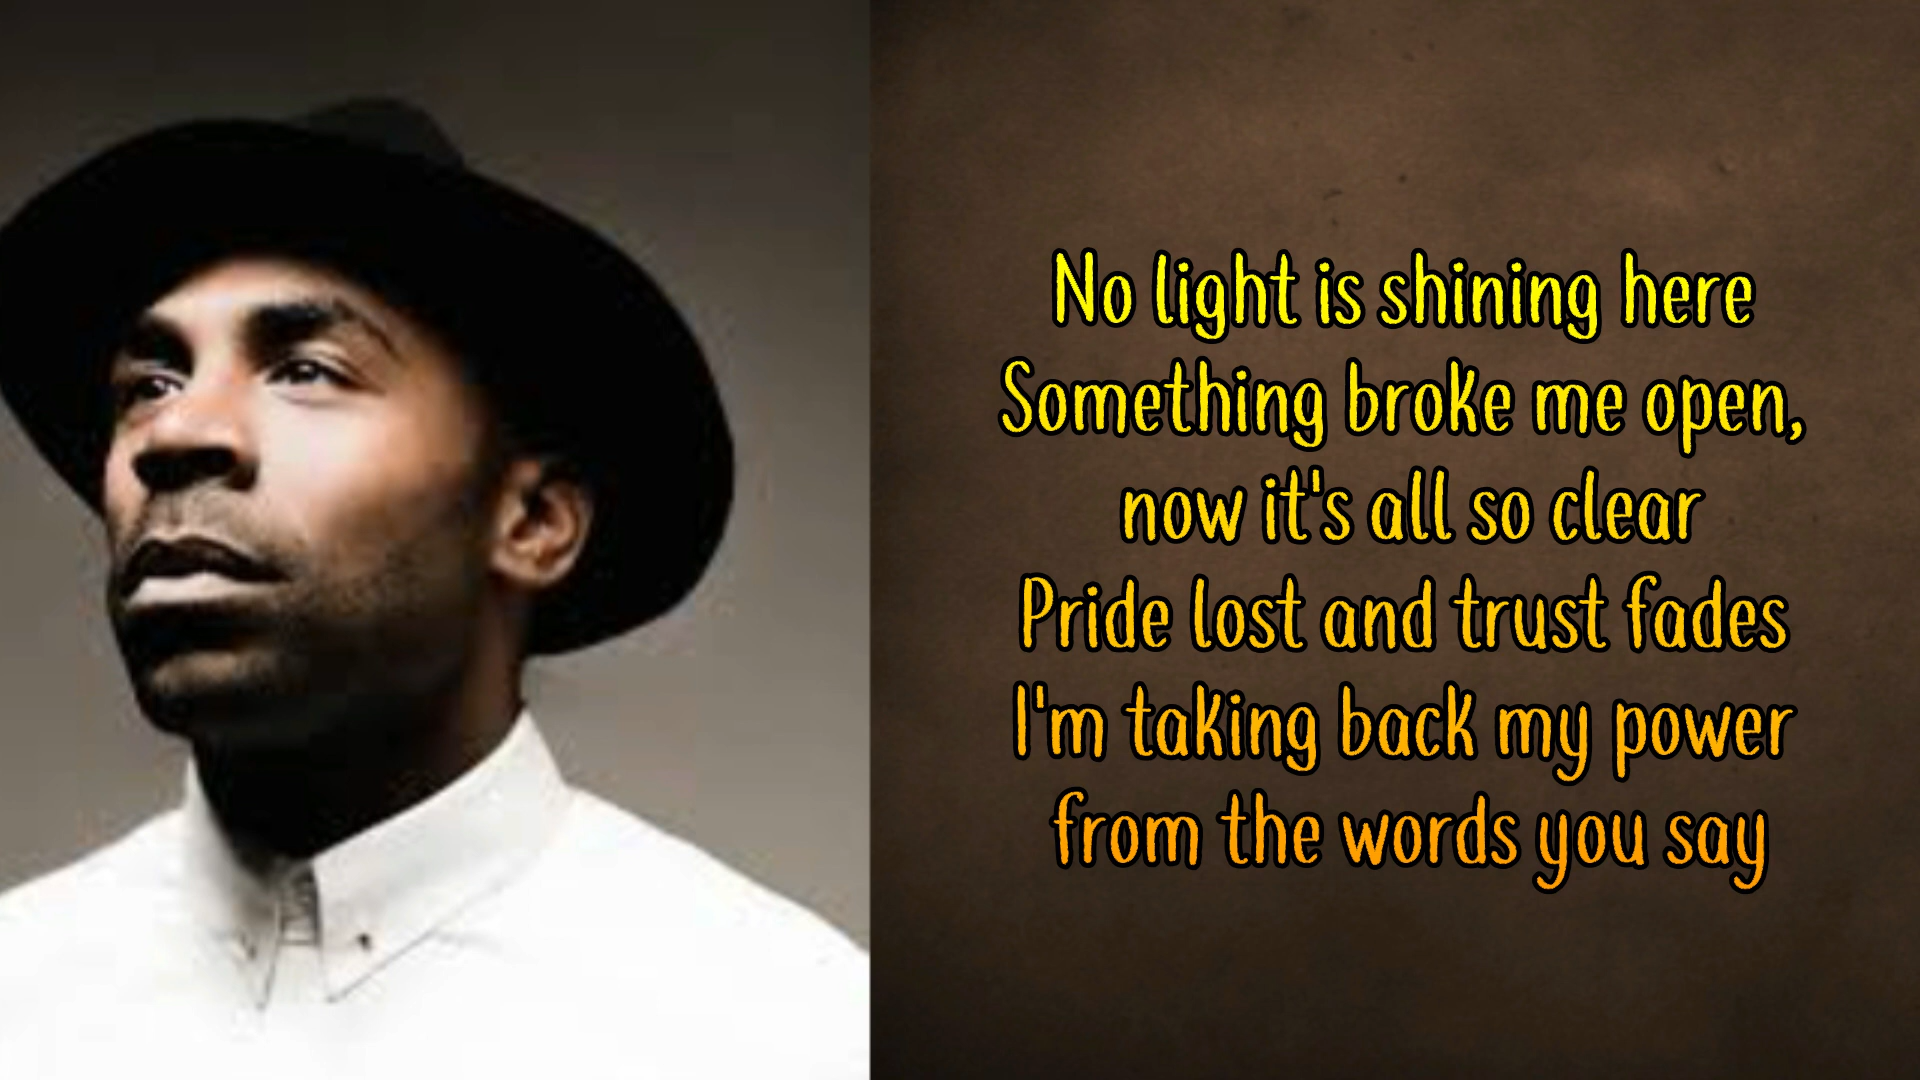 No light is shining here
Something broke me open,
now it's all so clear
Pride lost and trust fades
I'm taking back my power
from the words you say